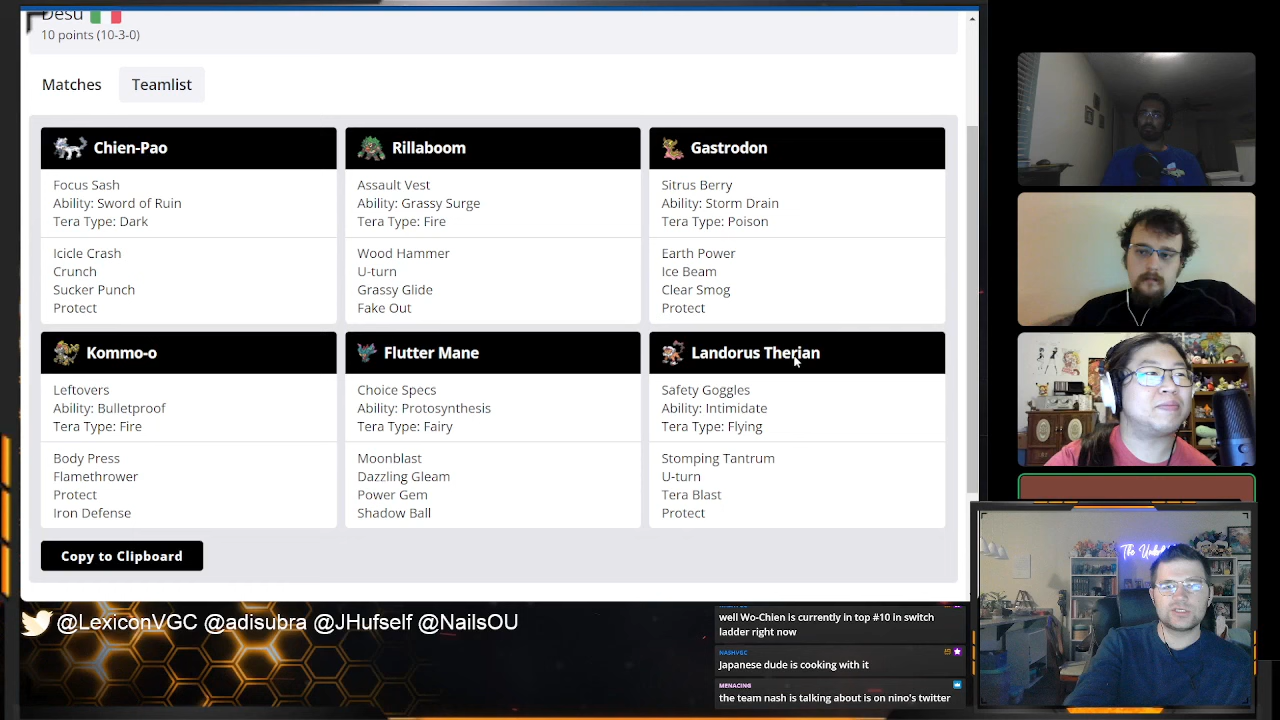 Desu
10 points (10-3-0)
Matches
Teamlist
Chien-Pao
Focus Sash
Ability: Sword of Ruin
Tera Type: Dark
Icicle Crash
Crunch
Sucker Punch
Protect
Rillaboom
Assault Vest
Ability: Grassy Surge
Tera Type: Fire
Wood Hammer
U-turn
Grassy Glide
Fake Out
Gastrodon
Sitrus Berry
Ability: Storm Drain
Tera Type: Poison
Earth Power
Ice Beam
Clear Smog
Protect
Kommo-o
Leftovers
Ability: Bulletproof
Tera Type: Fire
Body Press
Flamethrower
Protect
Iron Defense
Flutter Mane
Choice Specs
Ability: Protosynthesis
Tera Type: Fairy
Moonblast
Dazzling Gleam
Power Gem
Shadow Ball
Landorus Therian
Safety Goggles
Ability: Intimidate
Tera Type: Flying
Stomping Tantrum
U-turn
Tera Blast
Protect
Copy to Clipboard
@LexiconVGC @adisubra @JHufself @NailsOU
well Wo-Chien is currently in top #10 in switch
ladder right now
NASHVGC
Japanese dude is cooking with it
MENACING
the team nash is talking about is on nino's twitter
The